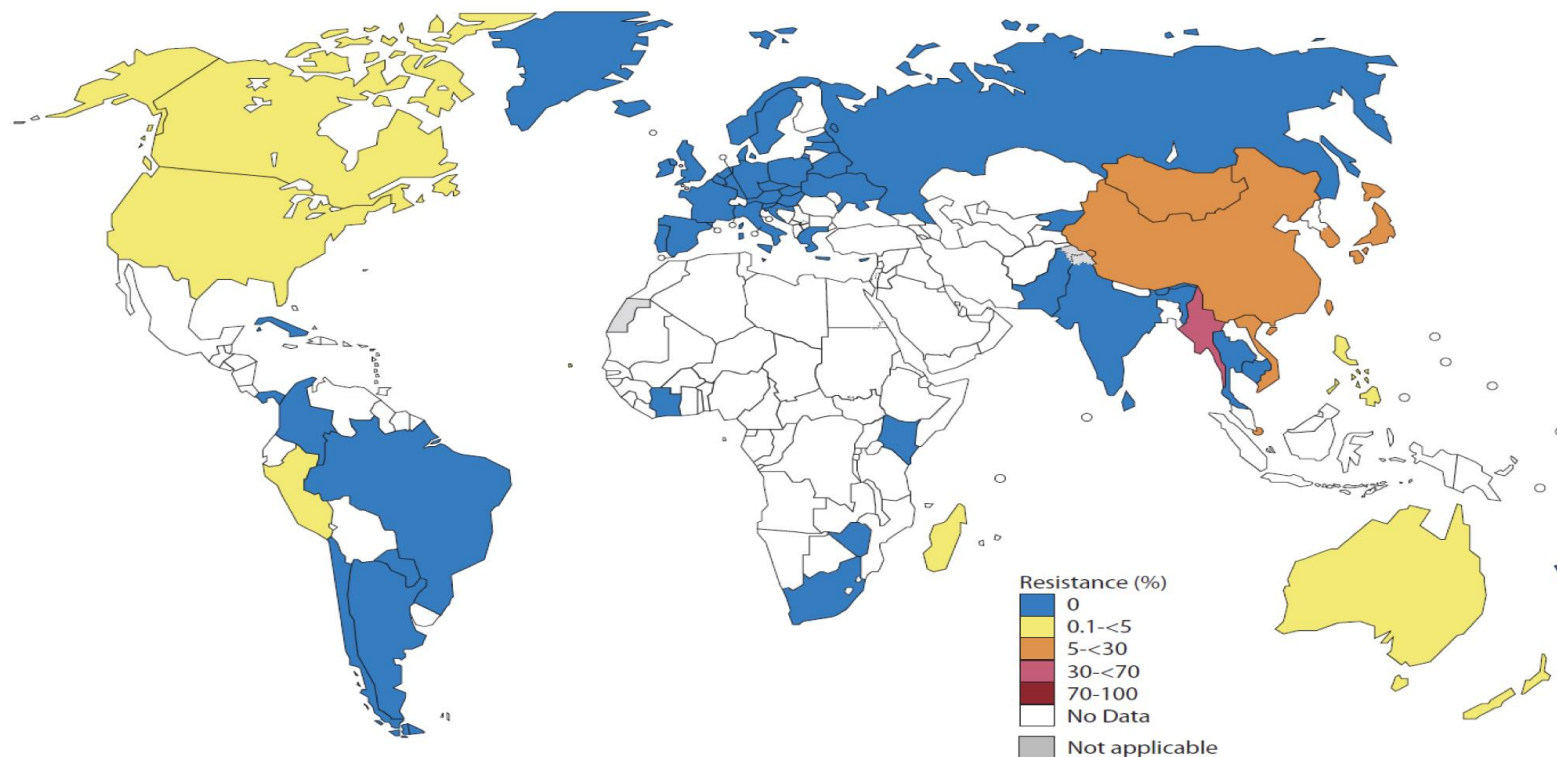 Resistance (%)
0
0.1-<5
5-<30
30-<70
70-100
No Data
Not applicable